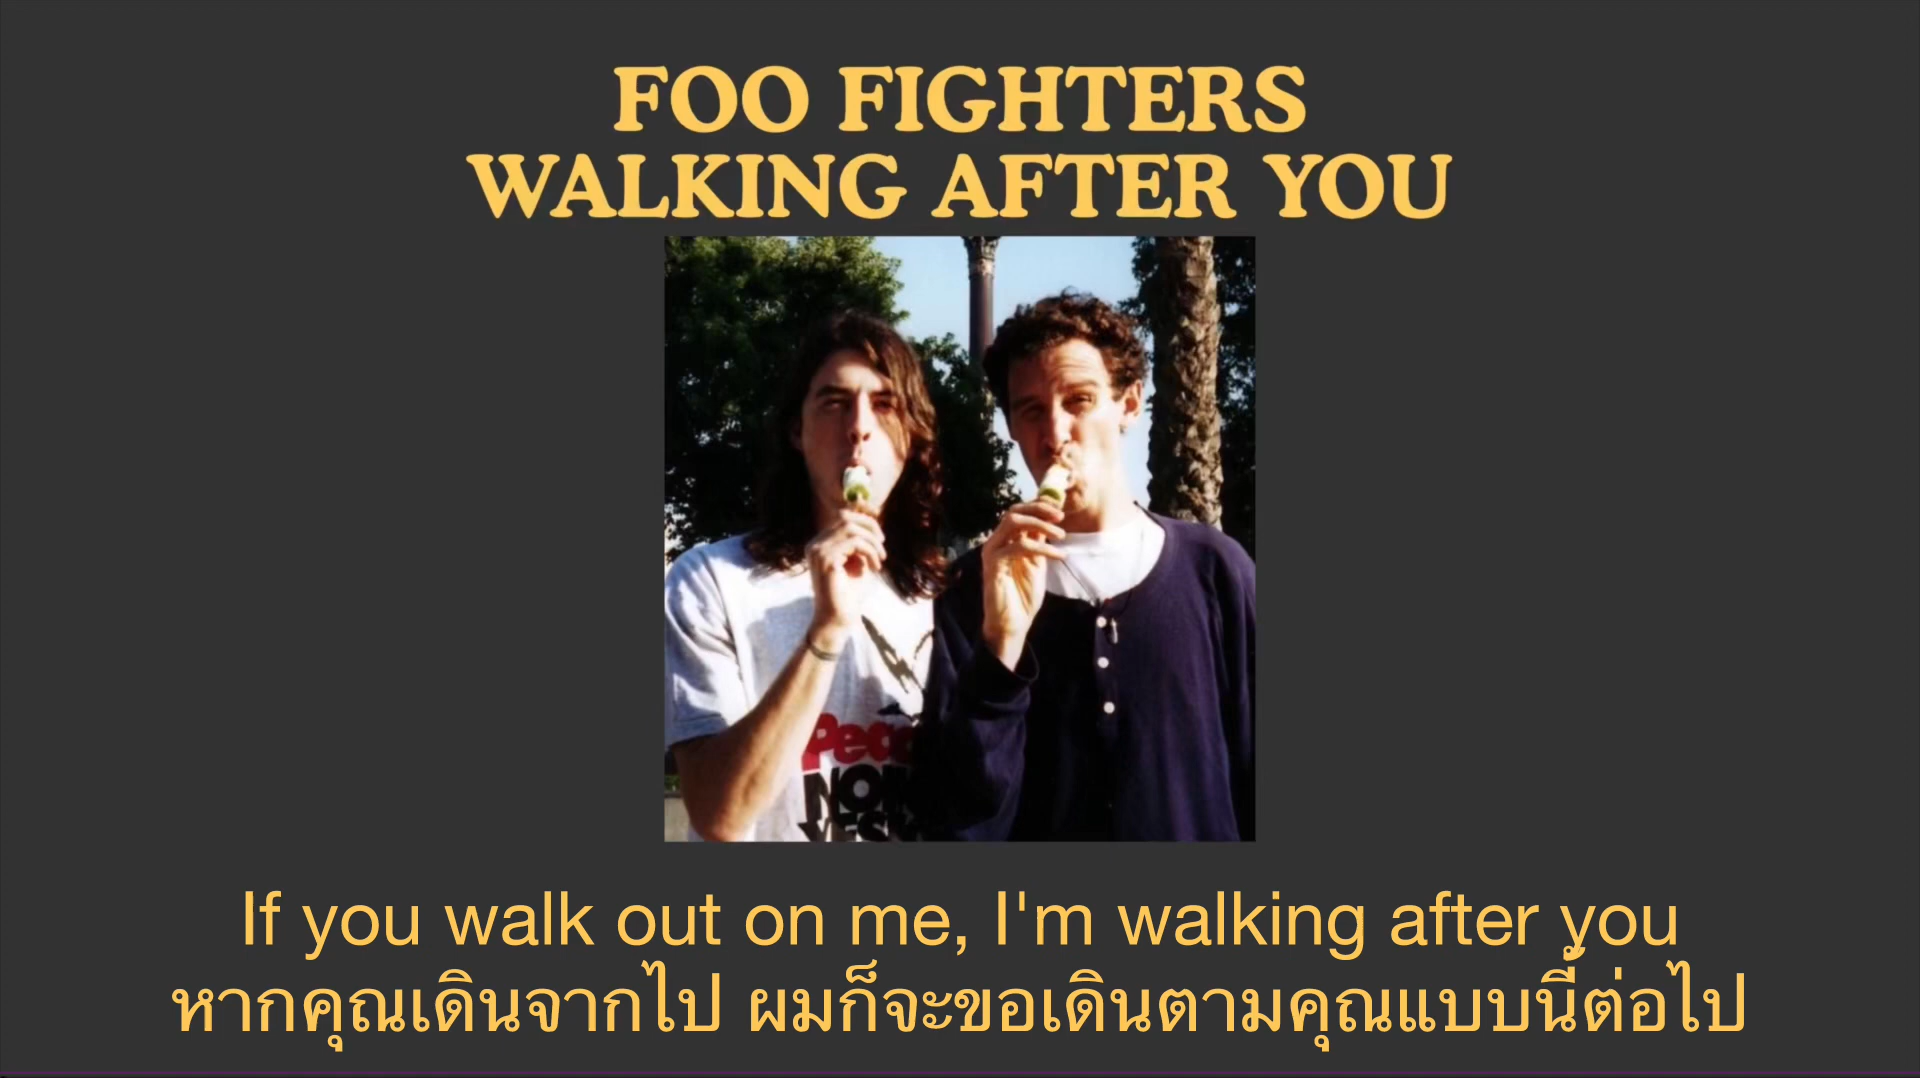 FOO FIGHTERS
WALKING AFTER YOU
NO
If you walk out on me, I'm walking after you
หากคุณเดินจากไป ผมก็จะขอเดินตามคุณแบบนี้ต่อไป